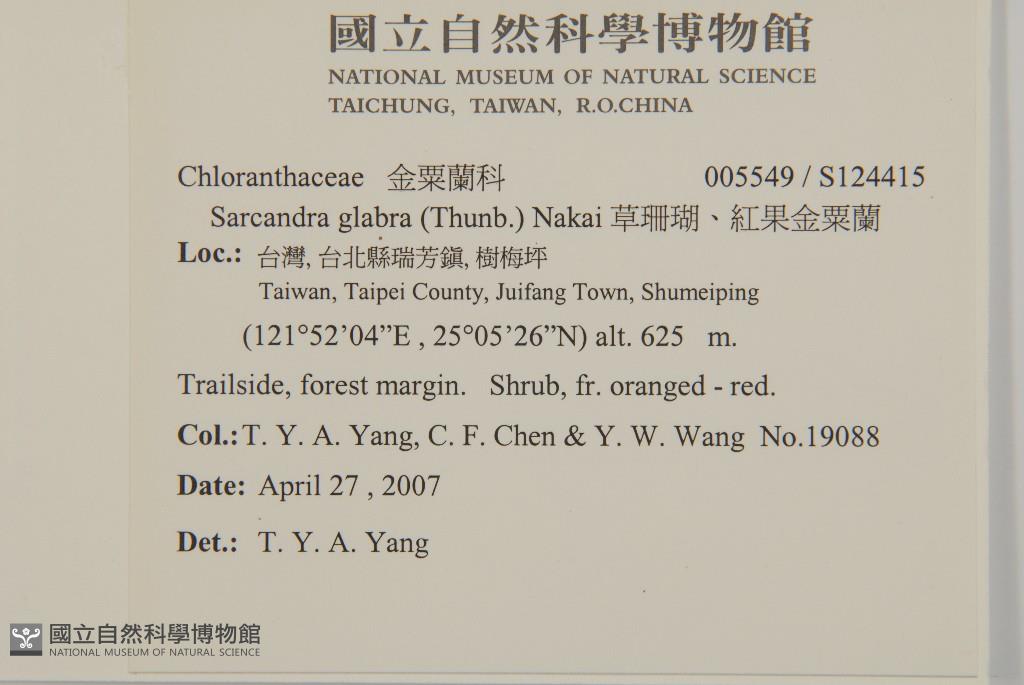 國立自然科學博物館
NATIONAL MUSEUM OF NATURAL SCIENCE
TAICHUNG, TAIWAN, R.O.CHINA
Chloranthaceae 金粟蘭科 005549 / S124415
Sarcandra glabra (Thunb.) Nakai 草珊瑚、紅果金粟蘭
Loc.: 台灣, 台北縣瑞芳鎮, 樹梅坪
Taiwan, Taipei County, Juifang Town, Shumeiping
(121°52’04”E , 25°05’26”N) alt. 625 m.
Trailside, forest margin. Shrub, fr. oranged - red.
Col.: T. Y. A. Yang, C. F. Chen & Y. W. Wang No.19088
Date: April 27 , 2007
Det.: T. Y. A. Yang
國立自然科學博物館
NATIONAL MUSEUM OF NATURAL SCIENCE